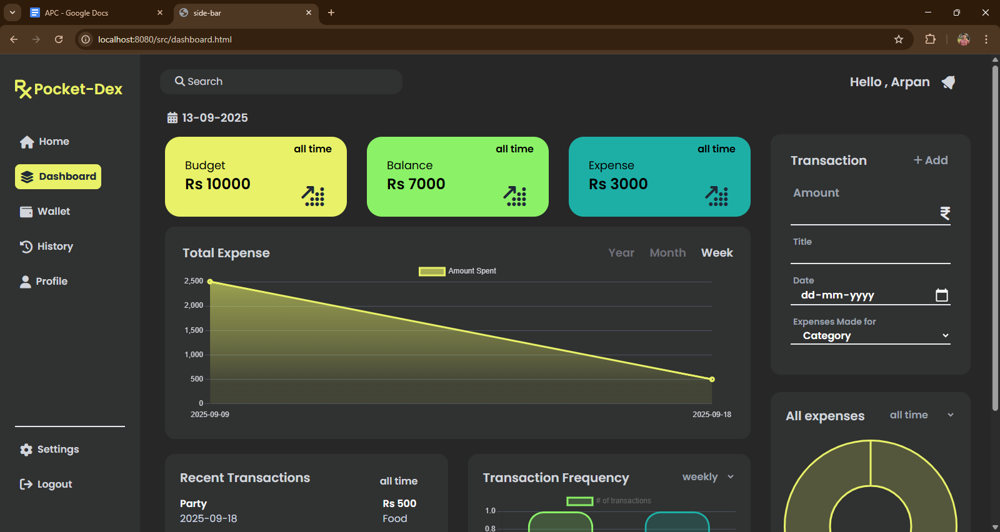 APC - Google Docs
side-bar
localhost:8080/src/dashboard.html
Pocket-Dex
Search
Hello , Arpan
13-09-2025
Home
Dashboard
Wallet
History
Profile
Settings
Logout
all time
Budget
Rs 10000
all time
Balance
Rs 7000
all time
Expense
Rs 3000
Total Expense
Year Month Week
Amount Spent
2,500
2,000
1,500
1,000
500
0
2025-09-09 2025-09-18
Transaction + Add
Amount
₹
Title
Date
dd-mm-yyyy
Expenses Made for
Category
All expenses all time
Recent Transactions all time
Party Rs 500
2025-09-18 Food
Transaction Frequency weekly
# of transactions
1.0
0.8